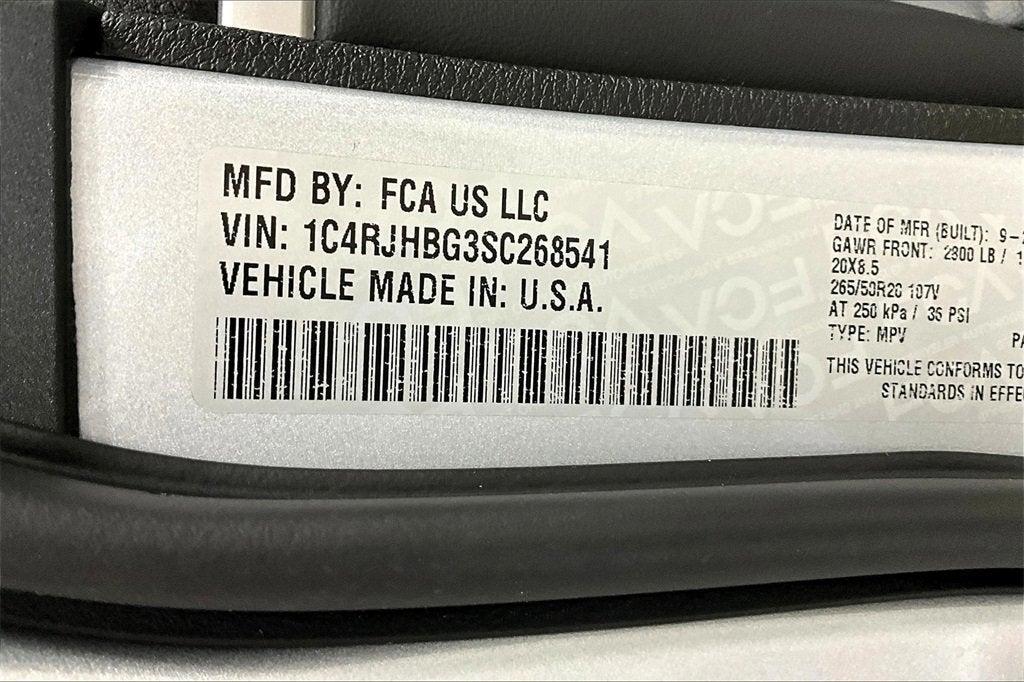 MFD BY: FCA US LLC
VIN: 1C4RJHBG3SC268541
VEHICLE MADE IN: U.S.A.
DATE OF MFR (BUILT): 9-
GAWR FRONT: 2800 LB /
20X8.5
265/50R20 107V
AT 250 kPa / 36 PSI
TYPE: MPV
THIS VEHICLE CONFORMS TO
STANDARDS IN EFFE